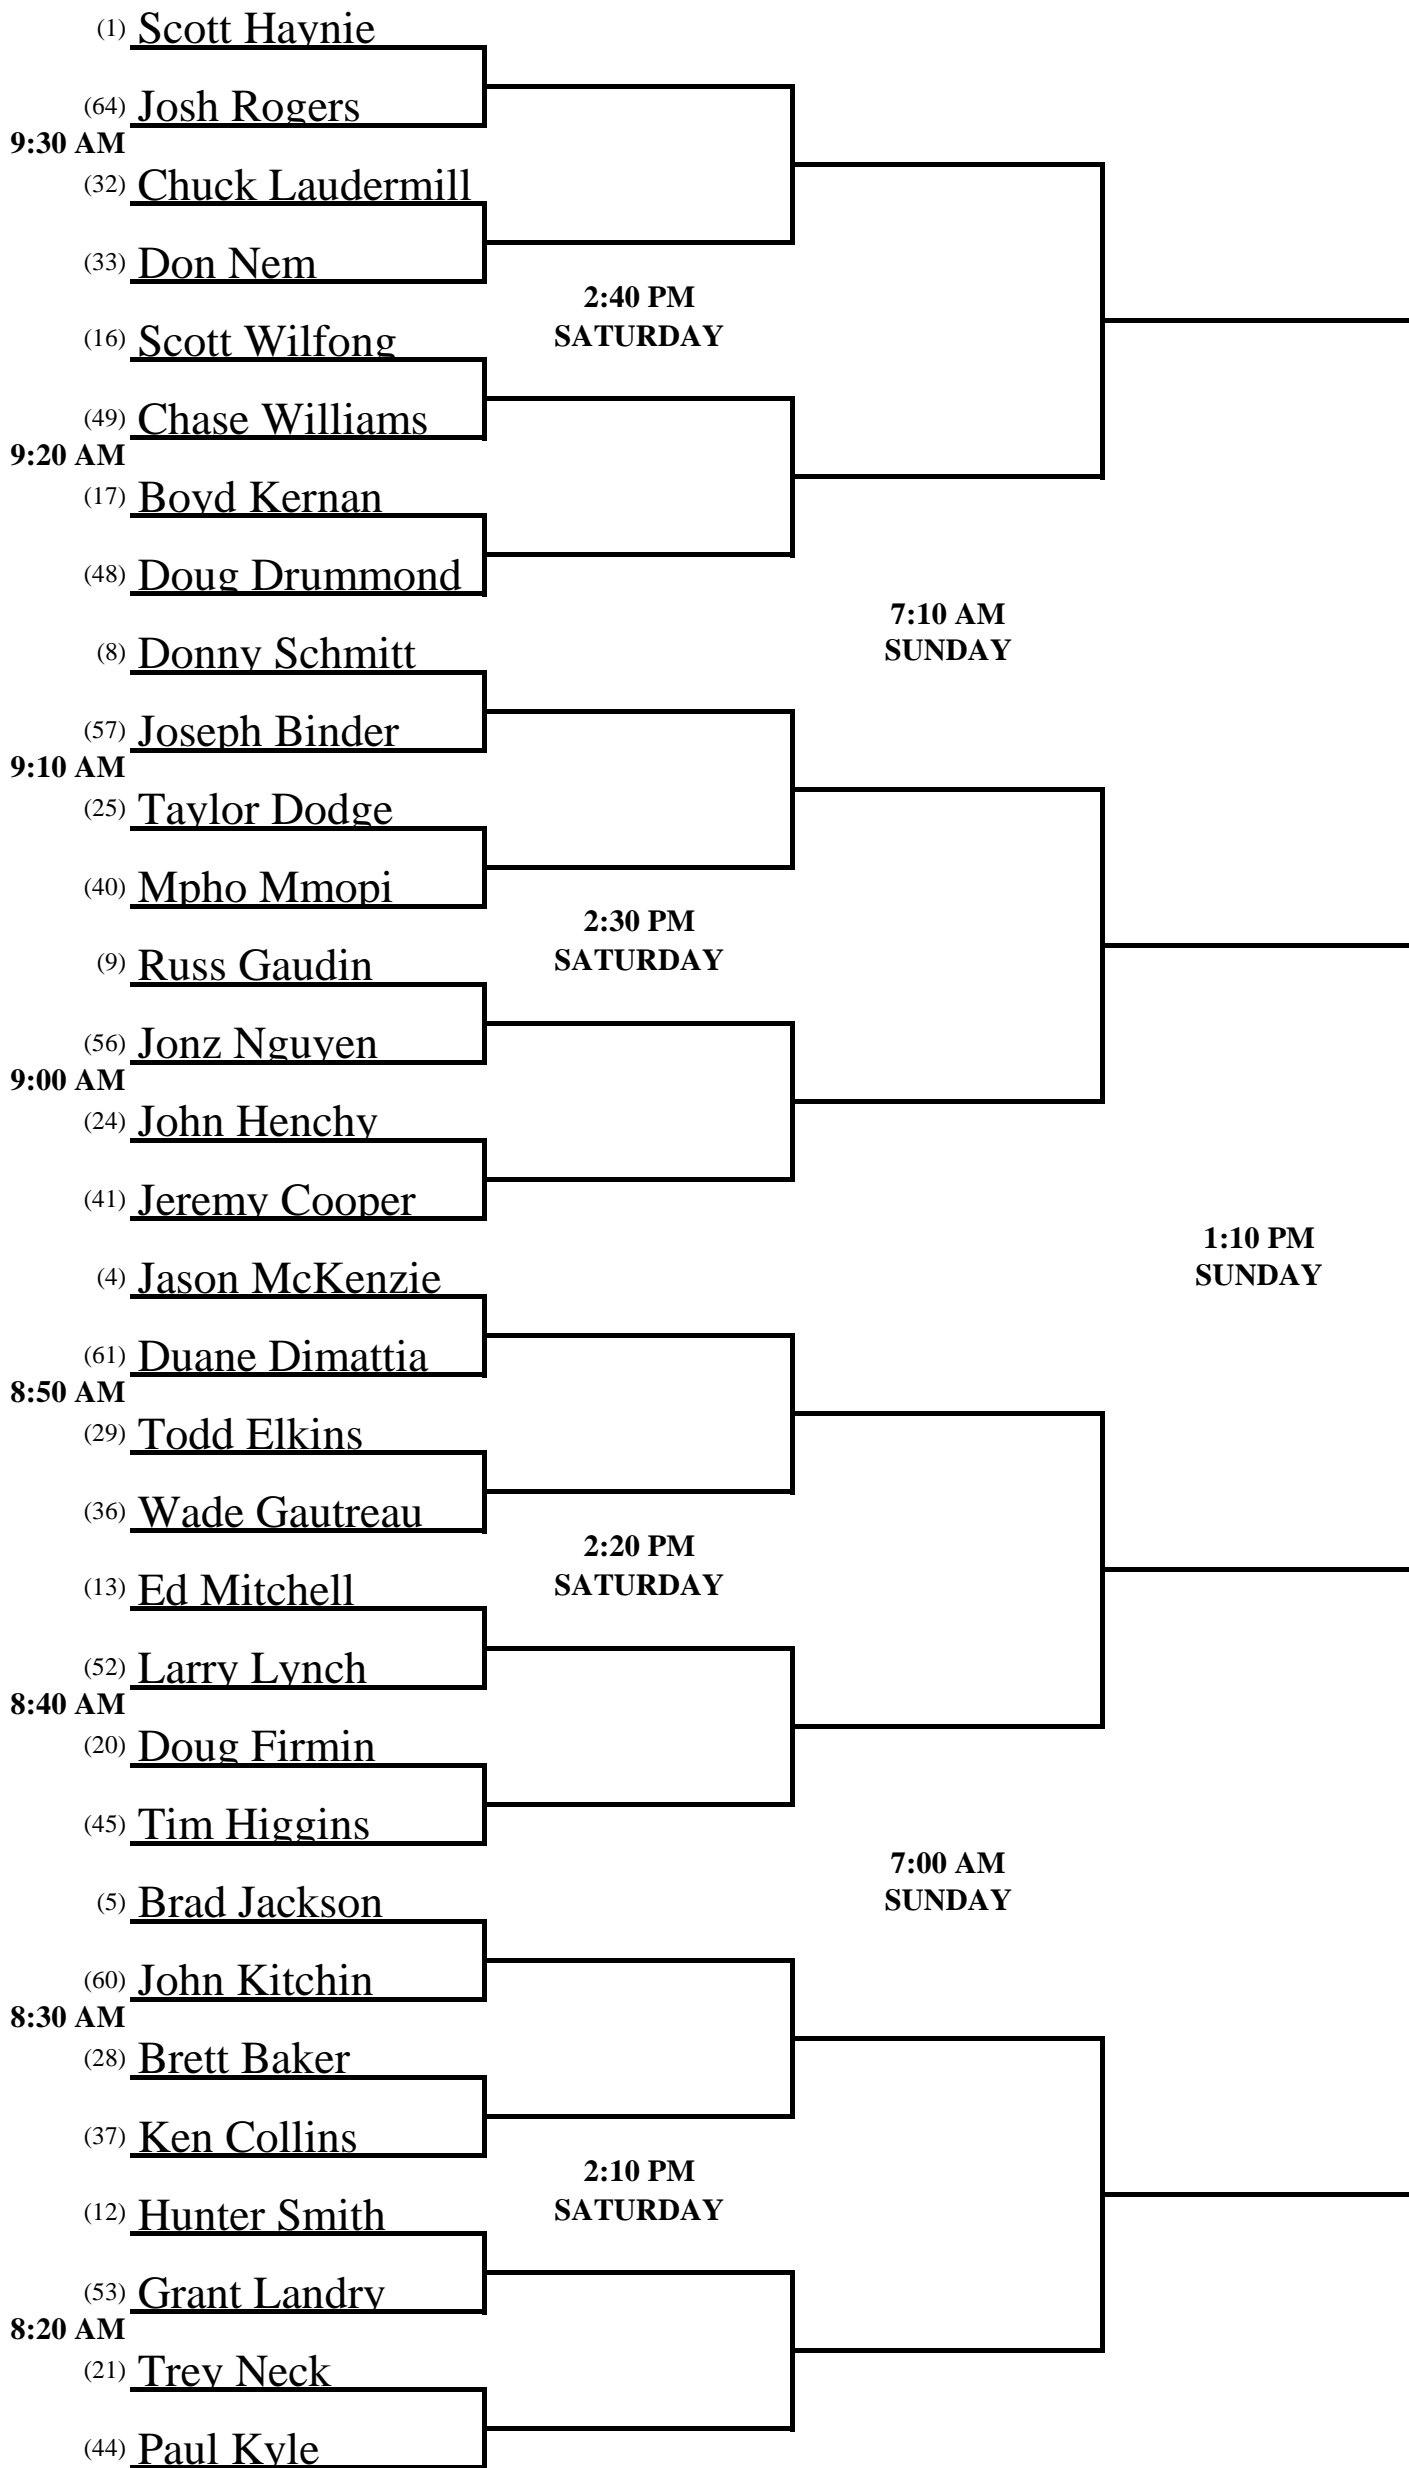 (1) Scott Haynie
(64) Josh Rogers
9:30 AM
(32) Chuck Laudermill
(33) Don Nem
2:40 PM
SATURDAY
(16) Scott Wilfong
(49) Chase Williams
9:20 AM
(17) Boyd Kernan
(48) Doug Drummond
7:10 AM
SUNDAY
(8) Donny Schmitt
(57) Joseph Binder
9:10 AM
(25) Taylor Dodge
(40) Mpho Mmopi
2:30 PM
SATURDAY
(9) Russ Gaudin
(56) Jonz Nguyen
9:00 AM
(24) John Henchy
(41) Jeremy Cooper
1:10 PM
SUNDAY
(4) Jason McKenzie
(61) Duane Dimattia
8:50 AM
(29) Todd Elkins
(36) Wade Gautreau
2:20 PM
SATURDAY
(13) Ed Mitchell
(52) Larry Lynch
8:40 AM
(20) Doug Firmin
(45) Tim Higgins
7:00 AM
SUNDAY
(5) Brad Jackson
(60) John Kitchin
8:30 AM
(28) Brett Baker
(37) Ken Collins
2:10 PM
SATURDAY
(12) Hunter Smith
(53) Grant Landry
8:20 AM
(21) Trey Neck
(44) Paul Kyle